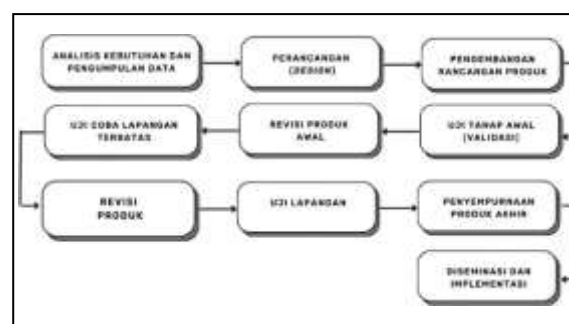 ANALISIS KEBUTUHAN DAN
PENGUMPULAN DATA
PERANCANGAN
(DESIGN)
PENGEMBANGAN
RANCANGAN PRODUK
UJI TAHAP AWAL
(VALIDASI)
REVISI PRODUK
AWAL
UJI COBA LAPANGAN
TERBATAS
REVISI
PRODUK
UJI LAPANGAN
PENYEMPURNAAN
PRODUK AKHIR
DISEMINASI DAN
IMPLEMENTASI